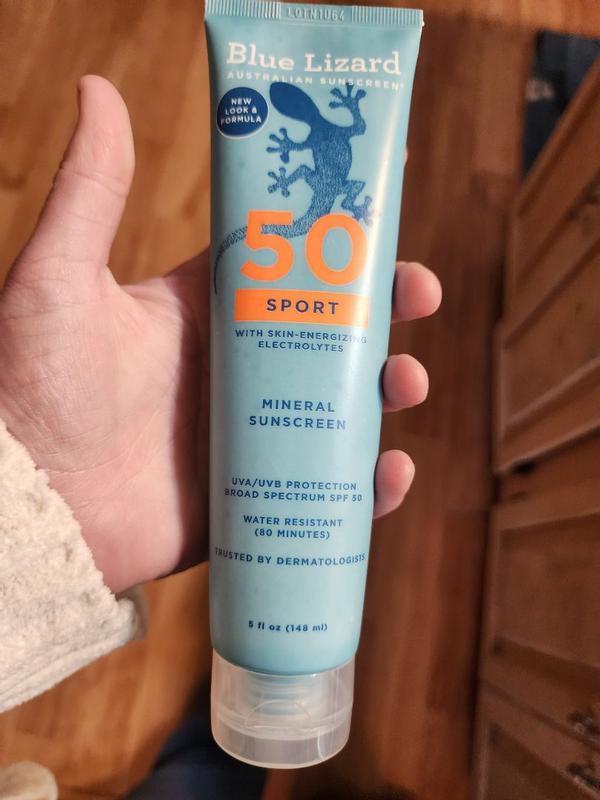 LOTN1064
Blue Lizard
AUSTRALIAN SUNSCREEN®
NEW
LOOK &
FORMULA
50
SPORT
WITH SKIN-ENERGIZING
ELECTROLYTES
MINERAL
SUNSCREEN
UVA/UVB PROTECTION
BROAD SPECTRUM SPF 50
WATER RESISTANT
(80 MINUTES)
TRUSTED BY DERMATOLOGISTS
5 fl oz (148 ml)